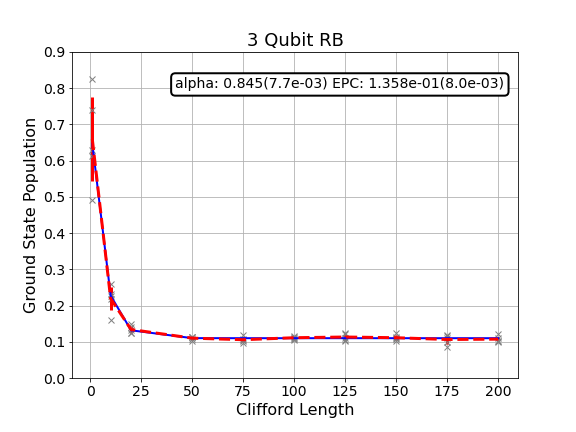 3 Qubit RB
alpha: 0.845(7.7e-03) EPC: 1.358e-01(8.0e-03)
Ground State Population
0.9
0.8
0.7
0.6
0.5
0.4
0.3
0.2
0.1
0.0
0 25 50 75 100 125 150 175 200
Clifford Length